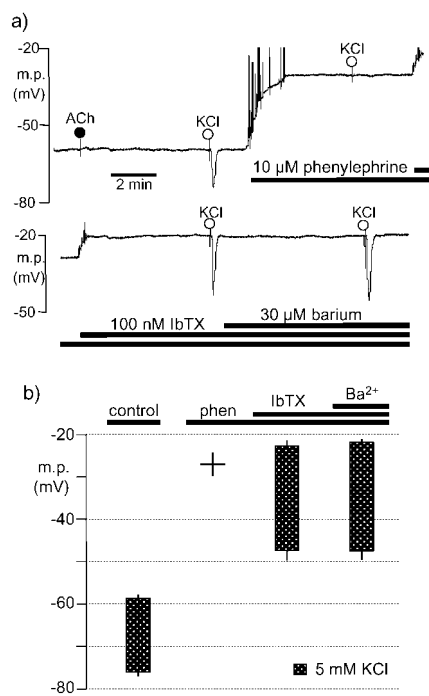 a)
-20
m.p.
(mV)
-50
-80
ACh
KCl
KCl
2 min
10 µM phenylephrine
-20
m.p.
(mV)
-50
KCl
KCl
30 µM barium
100 nM IbTX
b)
control
phen
IbTX
Ba²⁺
-20
m.p.
(mV)
-40
-60
-80
5 mM KCl